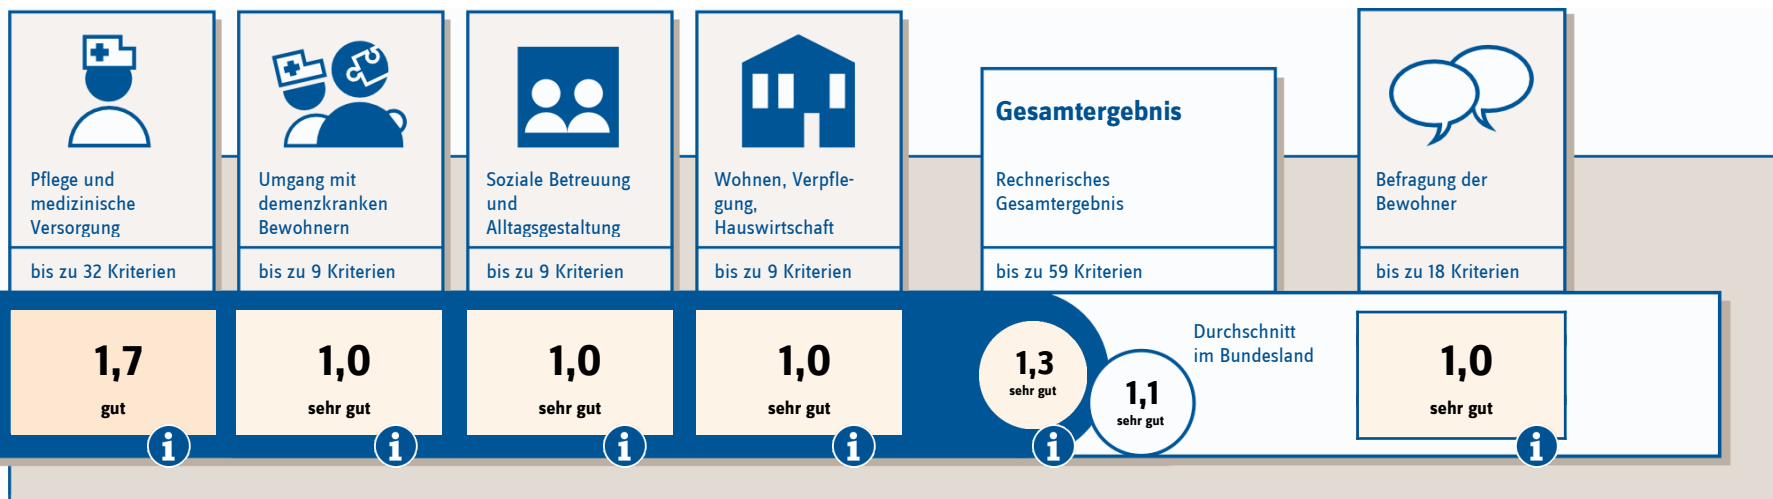 Pflege und
medizinische
Versorgung
bis zu 32 Kriterien
1,7
gut
Umgang mit
demenzkranken
Bewohnern
bis zu 9 Kriterien
1,0
sehr gut
Soziale Betreuung
und
Alltagsgestaltung
bis zu 9 Kriterien
1,0
sehr gut
Wohnen, Verpfle-
gung,
Hauswirtschaft
bis zu 9 Kriterien
1,0
sehr gut
Gesamtergebnis
Rechnerisches
Gesamtergebnis
bis zu 59 Kriterien
1,3
sehr gut
1,1
sehr gut
Durchschnitt
im Bundesland
Befragung der
Bewohner
bis zu 18 Kriterien
1,0
sehr gut